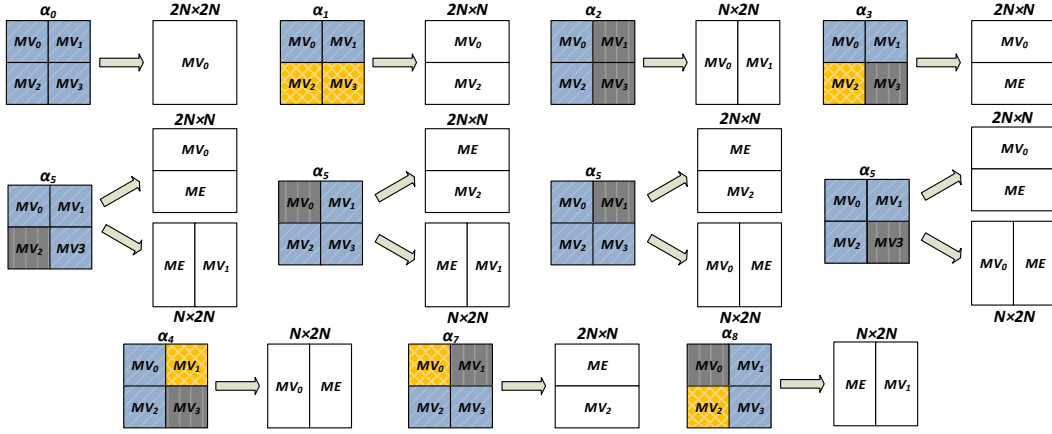 α0 2N×2N α1 2N×N α2 N×2N α3 2N×N
MV0 MV1 MV0 MV0 MV1 MV0 MV0 MV1 MV0 MV1 MV0 MV1 MV0
MV2 MV3 MV2 MV3 MV2 MV2 MV3 MV2 MV3 ME
2N×N 2N×N 2N×N 2N×N
MV0 ME ME MV0
α5 ME α5 MV2 α5 MV2 α5 ME
MV0 MV1 MV0 MV1 MV0 MV1 MV0 MV1
MV2 MV3 MV2 MV3 MV2 MV3 MV2 MV3
ME MV1 ME MV1 MV0 ME MV0 ME
N×2N N×2N N×2N N×2N
α4 N×2N α7 2N×N α8 N×2N
MV0 MV1 MV0 ME MV0 MV1 ME MV0 MV1 ME MV1
MV2 MV3 MV2 MV3 MV2 MV2 MV3